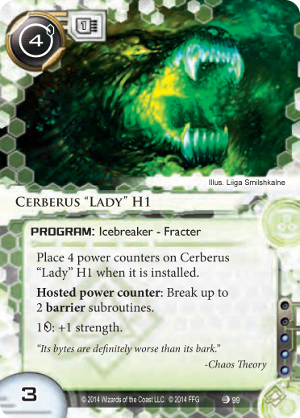 4
1
Illus. Liiga Smilshkalne
CERBERUS “LADY” H1
PROGRAM: Icebreaker - Fracter
Place 4 power counters on Cerberus
“Lady” H1 when it is installed.
Hosted power counter: Break up to
2 barrier subroutines.
1: +1 strength.
“Its bytes are definitely worse than its bark.”
-Chaos Theory
3
© 2014 Wizards of the Coast LLC. © 2014 FFG
99